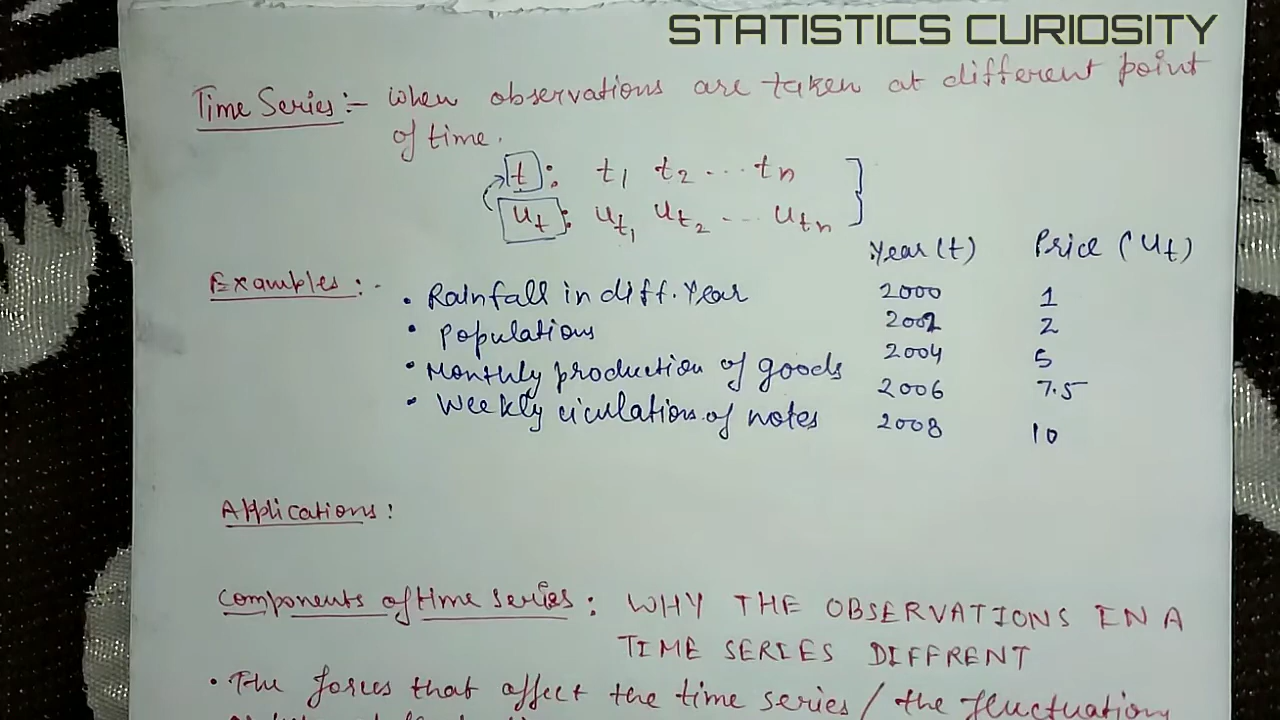 STATISTICS CURIOSITY
Time Series:- When observations are taken at different point
of time.
t: t1 t2 ... tn
ut: ut1 ut2 ... utn
Year (t) Price (ut)
Examples:-
• Rainfall in diff. Year
• Populations
• Monthly production of goods
• Weekly ciculation of notes
2000 1
2002 2
2004 5
2006 7.5
2008 10
Applications:
Components of time series: WHY THE OBSERVATIONS IN A
TIME SERIES DIFFRENT
• The forces that affect the time series / the fluctuation